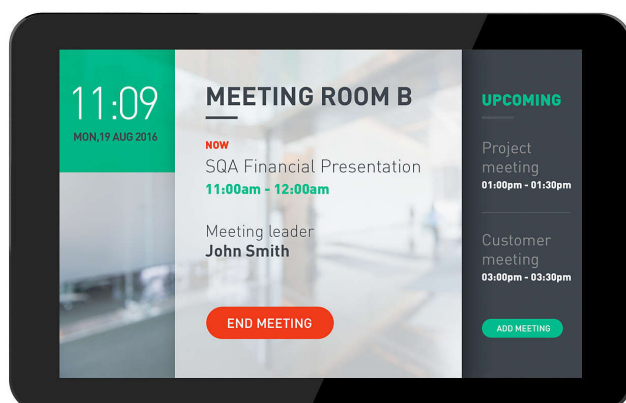 11:09
MON,19 AUG 2016
MEETING ROOM B
NOW
SQA Financial Presentation
11:00am - 12:00am
Meeting leader
John Smith
END MEETING
UPCOMING
Project
meeting
01:00pm - 01:30pm
Customer
meeting
03:00pm - 03:30pm
ADD MEETING